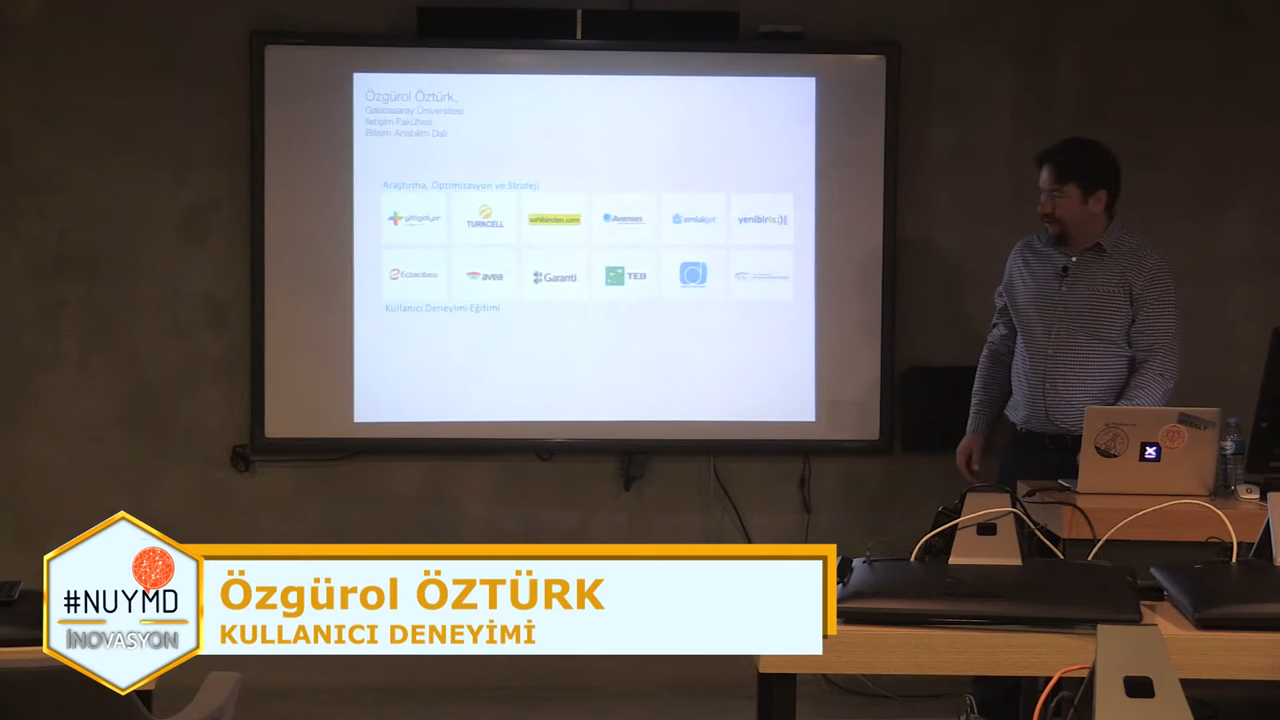 Özgürol Öztürk,
Galatasaray Üniversitesi
İletişim Fakültesi
Bilişim Anabilim Dalı
Araştırma, Optimizasyon ve Strateji
gittigidiyor
TURKCELL
sahibinden.com
Avansas
emlakjet
yenibiris:)
Eczacıbaşı
avea
Garanti
TEB
Kullanıcı Deneyimi Eğitimi
WEEKLY
#NUYMD
İNOVASYON
Özgürol ÖZTÜRK
KULLANICI DENEYİMİ